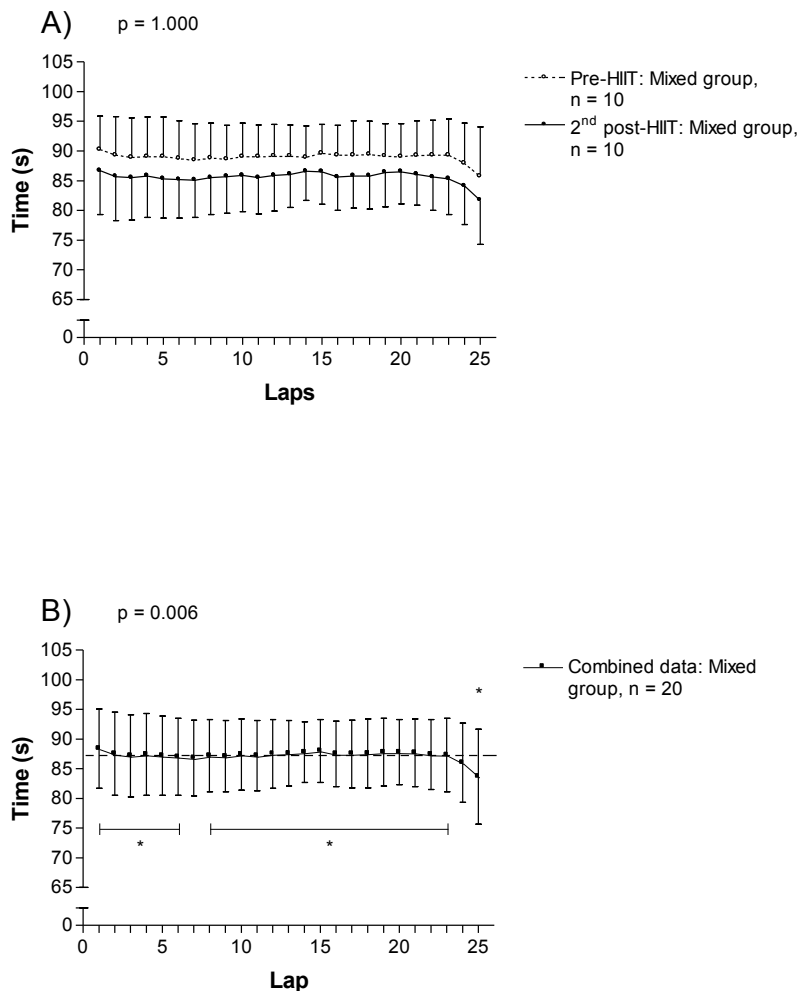 A)
p = 1.000
105
100
95
90
85
80
75
70
65
0
Time (s)
0 5 10 15 20 25
Laps
Pre-HIIT: Mixed group,
n = 10
2nd post-HIIT: Mixed group,
n = 10
B)
p = 0.006
105
100
95
90
85
80
75
70
65
0
Time (s)
*
*
*
0 5 10 15 20 25
Lap
Combined data: Mixed
group, n = 20